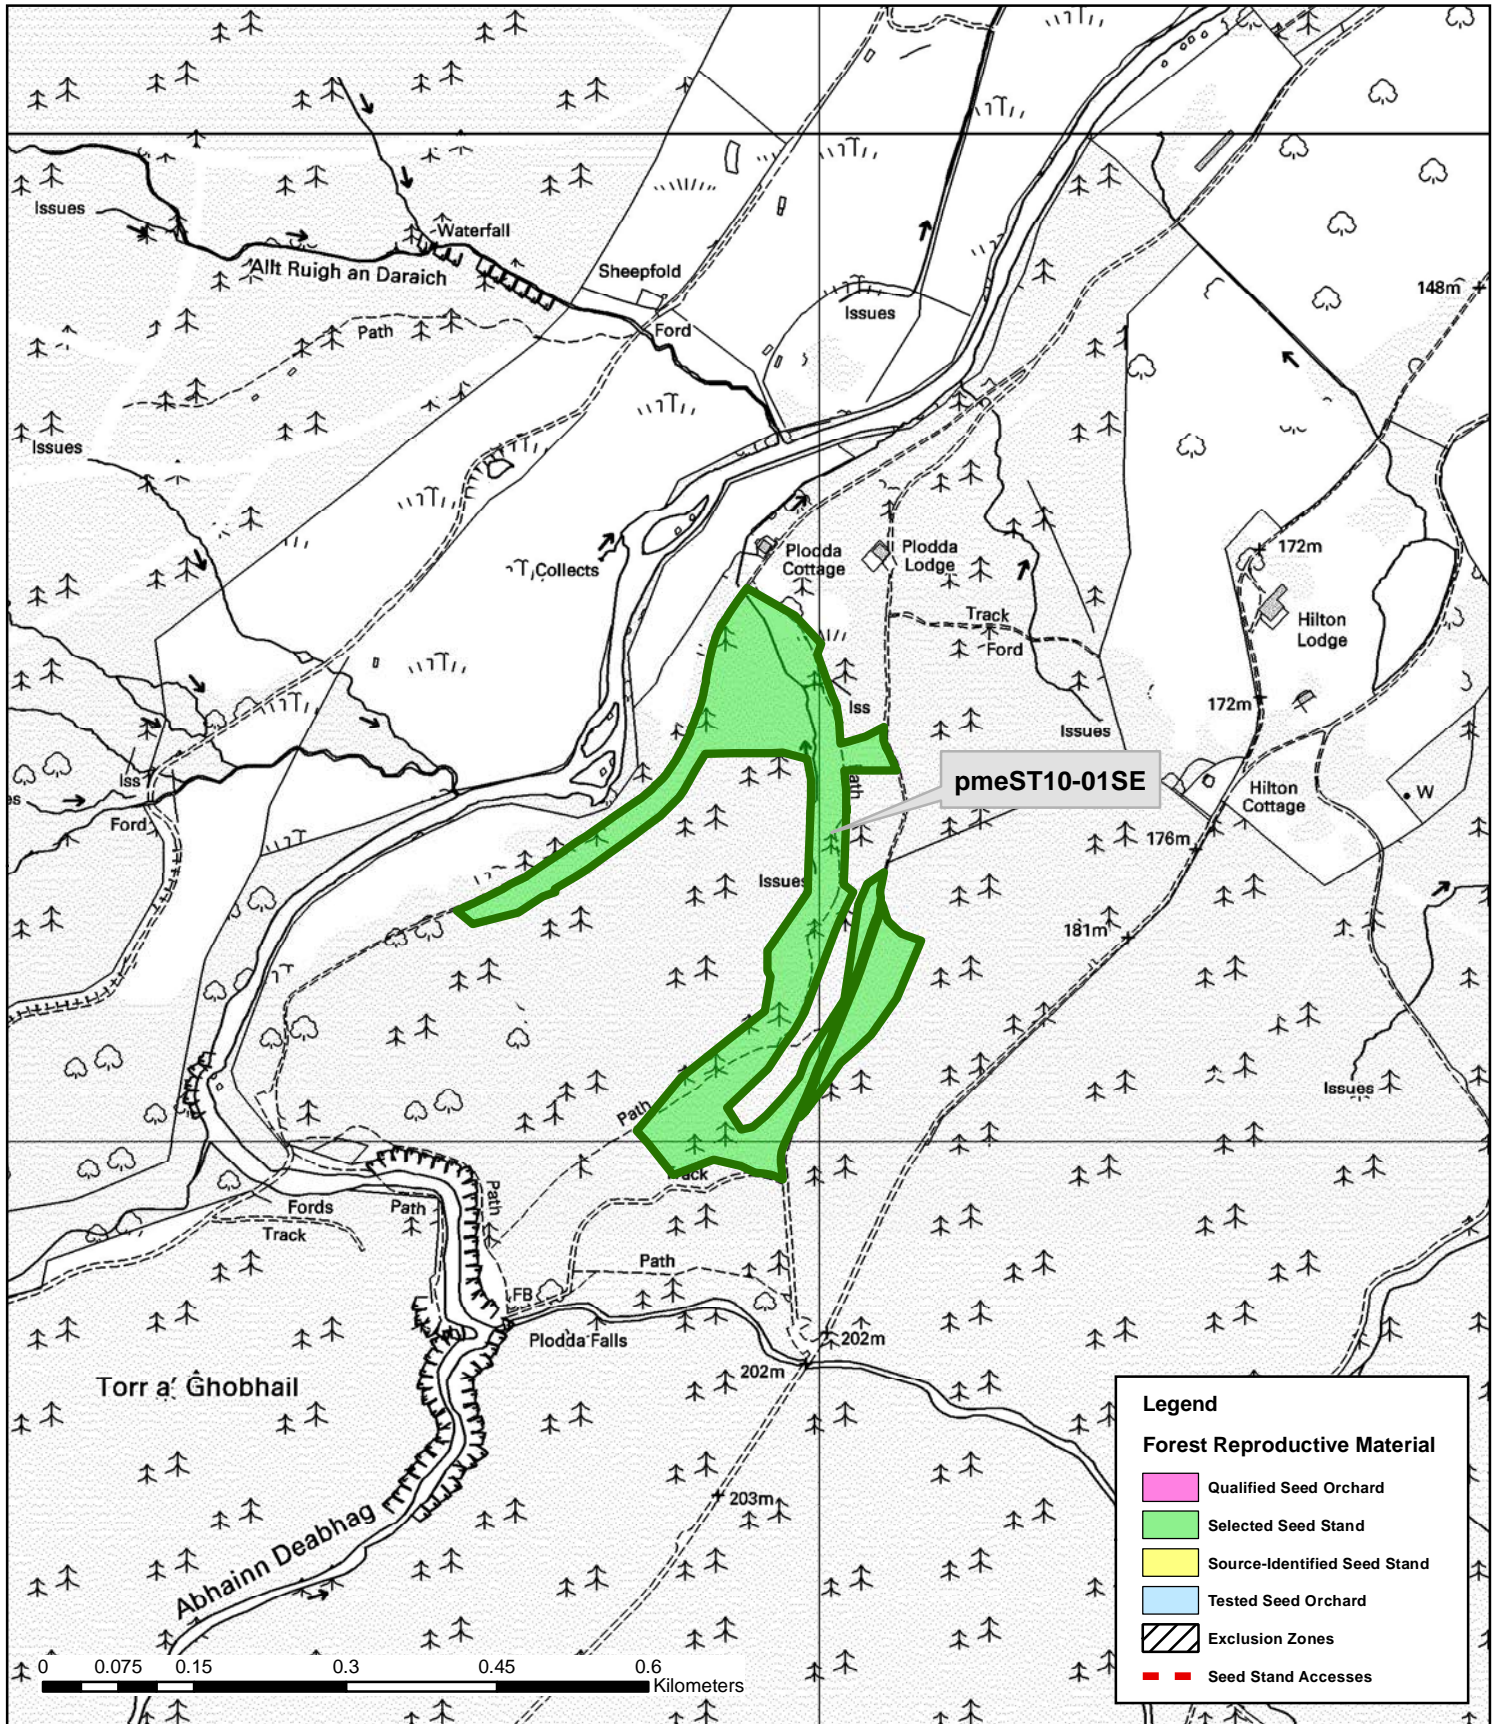 Issues
Waterfall
Allt Ruigh an Daraich
Sheepfold
148m
Issues
Path
Ford
Issues
Collects
Plodda
Cottage
Plodda
Lodge
172m
Track
Ford
Hilton
Lodge
Iss
172m
Issues
Iss
pmeST10-01SE
Hilton
Cottage
W
Ford
176m
Issues
181m
Path
Issues
Path
Fords
Path
Track
Path
FB
Plodda Falls
202m
202m
Torr a' Ghobhail
203m
Abhainn Deabhag
Legend
Forest Reproductive Material
Qualified Seed Orchard
Selected Seed Stand
Source-Identified Seed Stand
Tested Seed Orchard
Exclusion Zones
Seed Stand Accesses
0 0.075 0.15 0.3 0.45 0.6
Kilometers